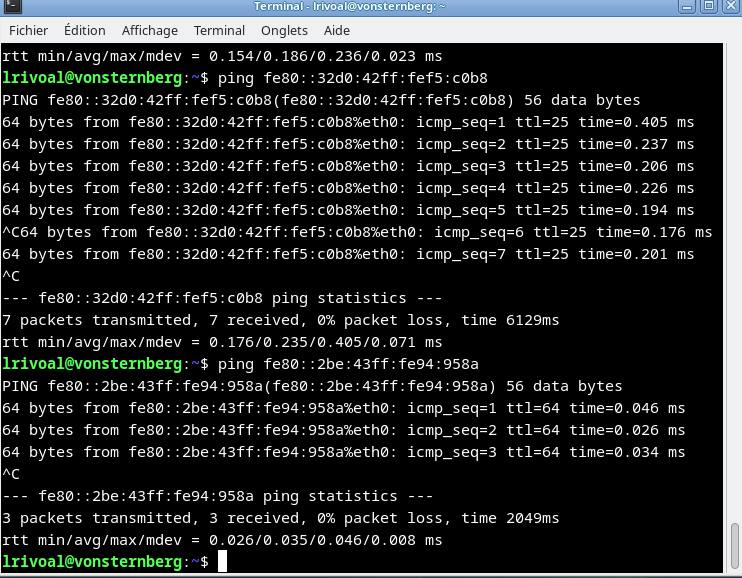 Terminal - lrivoal@vonsternberg: ~
Fichier Édition Affichage Terminal Onglets Aide
rtt min/avg/max/mdev = 0.154/0.186/0.236/0.023 ms
lrivoal@vonsternberg:~$ ping fe80::32d0:42ff:fef5:c0b8
PING fe80::32d0:42ff:fef5:c0b8(fe80::32d0:42ff:fef5:c0b8) 56 data bytes
64 bytes from fe80::32d0:42ff:fef5:c0b8%eth0: icmp_seq=1 ttl=25 time=0.405 ms
64 bytes from fe80::32d0:42ff:fef5:c0b8%eth0: icmp_seq=2 ttl=25 time=0.237 ms
64 bytes from fe80::32d0:42ff:fef5:c0b8%eth0: icmp_seq=3 ttl=25 time=0.206 ms
64 bytes from fe80::32d0:42ff:fef5:c0b8%eth0: icmp_seq=4 ttl=25 time=0.226 ms
64 bytes from fe80::32d0:42ff:fef5:c0b8%eth0: icmp_seq=5 ttl=25 time=0.194 ms
^C64 bytes from fe80::32d0:42ff:fef5:c0b8%eth0: icmp_seq=6 ttl=25 time=0.176 ms
64 bytes from fe80::32d0:42ff:fef5:c0b8%eth0: icmp_seq=7 ttl=25 time=0.201 ms
^C
--- fe80::32d0:42ff:fef5:c0b8 ping statistics ---
7 packets transmitted, 7 received, 0% packet loss, time 6129ms
rtt min/avg/max/mdev = 0.176/0.235/0.405/0.071 ms
lrivoal@vonsternberg:~$ ping fe80::2be:43ff:fe94:958a
PING fe80::2be:43ff:fe94:958a(fe80::2be:43ff:fe94:958a) 56 data bytes
64 bytes from fe80::2be:43ff:fe94:958a%eth0: icmp_seq=1 ttl=64 time=0.046 ms
64 bytes from fe80::2be:43ff:fe94:958a%eth0: icmp_seq=2 ttl=64 time=0.026 ms
64 bytes from fe80::2be:43ff:fe94:958a%eth0: icmp_seq=3 ttl=64 time=0.034 ms
^C
--- fe80::2be:43ff:fe94:958a ping statistics ---
3 packets transmitted, 3 received, 0% packet loss, time 2049ms
rtt min/avg/max/mdev = 0.026/0.035/0.046/0.008 ms
lrivoal@vonsternberg:~$